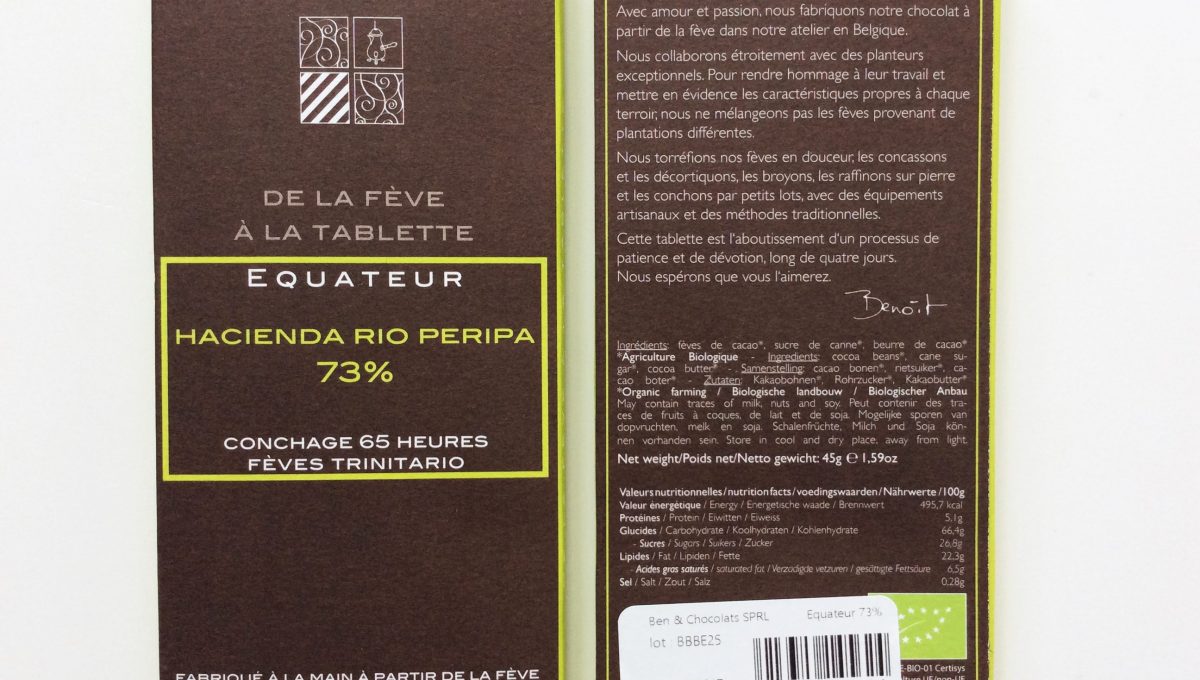 DE LA FÈVE
À LA TABLETTE
EQUATEUR
HACIENDA RIO PERIPA
73%
CONCHAGE 65 HEURES
FÈVES TRINITARIO
FABRIQUÉ À LA MAIN À PARTIR DE LA FÈVE
Avec amour et passion, nous fabriquons notre chocolat à
partir de la fève dans notre atelier en Belgique.
Nous collaborons étroitement avec des planteurs
exceptionnels. Pour rendre hommage à leur travail et
mettre en évidence les caractéristiques propres à chaque
terroir, nous ne mélangeons pas les fèves provenant de
plantations différentes.
Nous torréfions nos fèves en douceur, les concassons
et les décortiquons, les broyons, les raffinons sur pierre
et les conchons par petits lots, avec des équipements
artisanaux et des méthodes traditionnelles.
Cette tablette est l'aboutissement d'un processus de
patience et de dévotion, long de quatre jours.
Nous espérons que vous l'aimerez.
Benoît
Ingrédients: fèves de cacao*, sucre de canne*, beurre de cacao*
*Agriculture Biologique - Ingredients: cocoa beans*, cane su-
gar*, cocoa butter* - Samenstelling: cacao bonen*, rietsuiker*, ca-
cao boter* - Zutaten: Kakaobohnen*, Rohrzucker*, Kakaobutter*
*Organic farming / Biologische landbouw / Biologischer Anbau
May contain traces of milk, nuts and soy. Peut contenir des tra-
ces de fruits à coques, de lait et de soja. Mogelijke sporen van
dopvruchten, melk en soja. Schalenfrüchte, Milch und Soja kön-
nen vorhanden sein. Store in cool and dry place, away from light.
Net weight/Poids net/Netto gewicht: 45g ℮ 1,59oz
Valeurs nutritionnelles/nutrition facts/voedingswaarden/Nährwerte /100g
Valeur énergétique / Energy / Energetische waade / Brennwert 495,7 kcal
Protéines / Protein / Eiwitten / Eiweiss 5,1g
Glucides / Carbohydrate / Koolhydraten / Kohlenhydrate 66,4g
- Sucres / Sugars / Suikers / Zucker 26,8g
Lipides / Fat / Lipiden / Fette 22,3g
- Acides gras saturés / saturated fat / Verzadigde vetzuren / gesättigte Fettsäure 6,5g
Sel / Salt / Zout / Salz 0,28g
Ben & Chocolats SPRL Equateur 73%
lot : BBBE25
E-BIO-01 Certisys
UE/non-UE